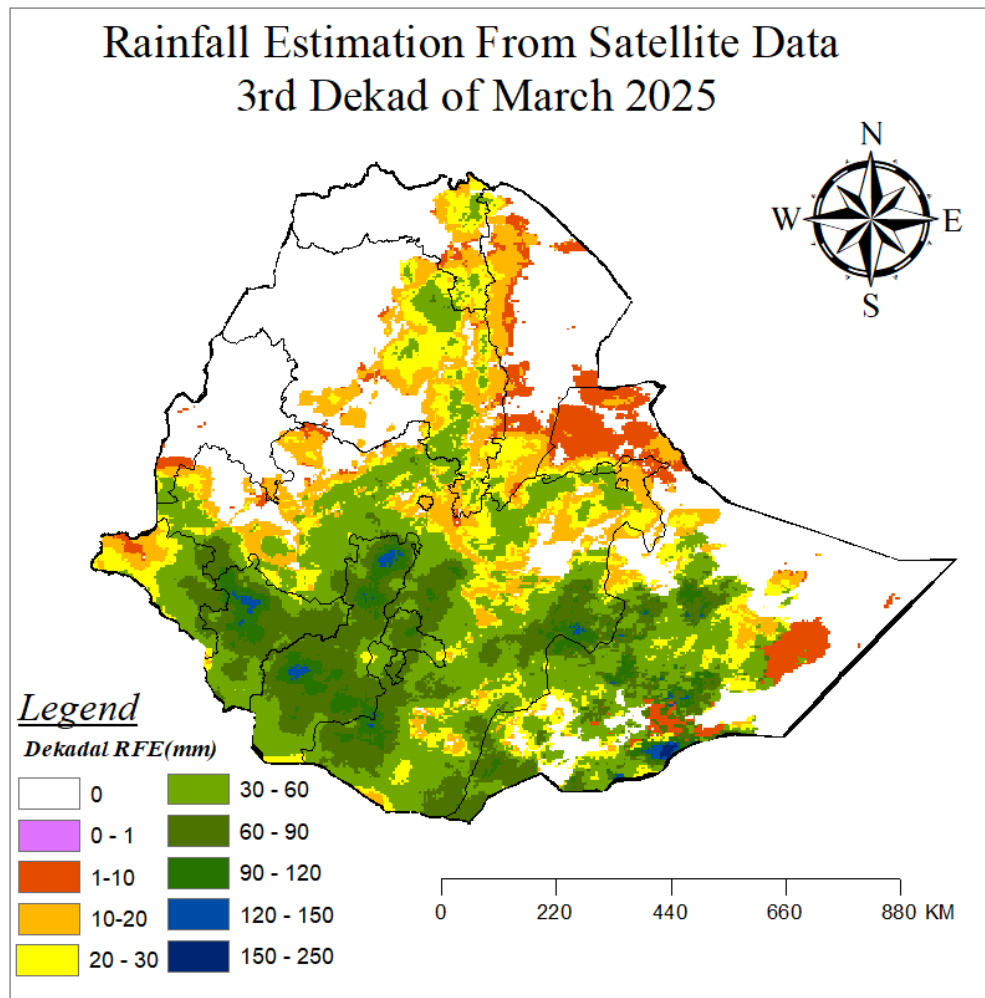 Rainfall Estimation From Satellite Data
3rd Dekad of March 2025
N
W
E
S
Legend
Dekadal RFE(mm)
0
0 - 1
1-10
10-20
20 - 30
30 - 60
60 - 90
90 - 120
120 - 150
150 - 250
0 220 440 660 880 KM